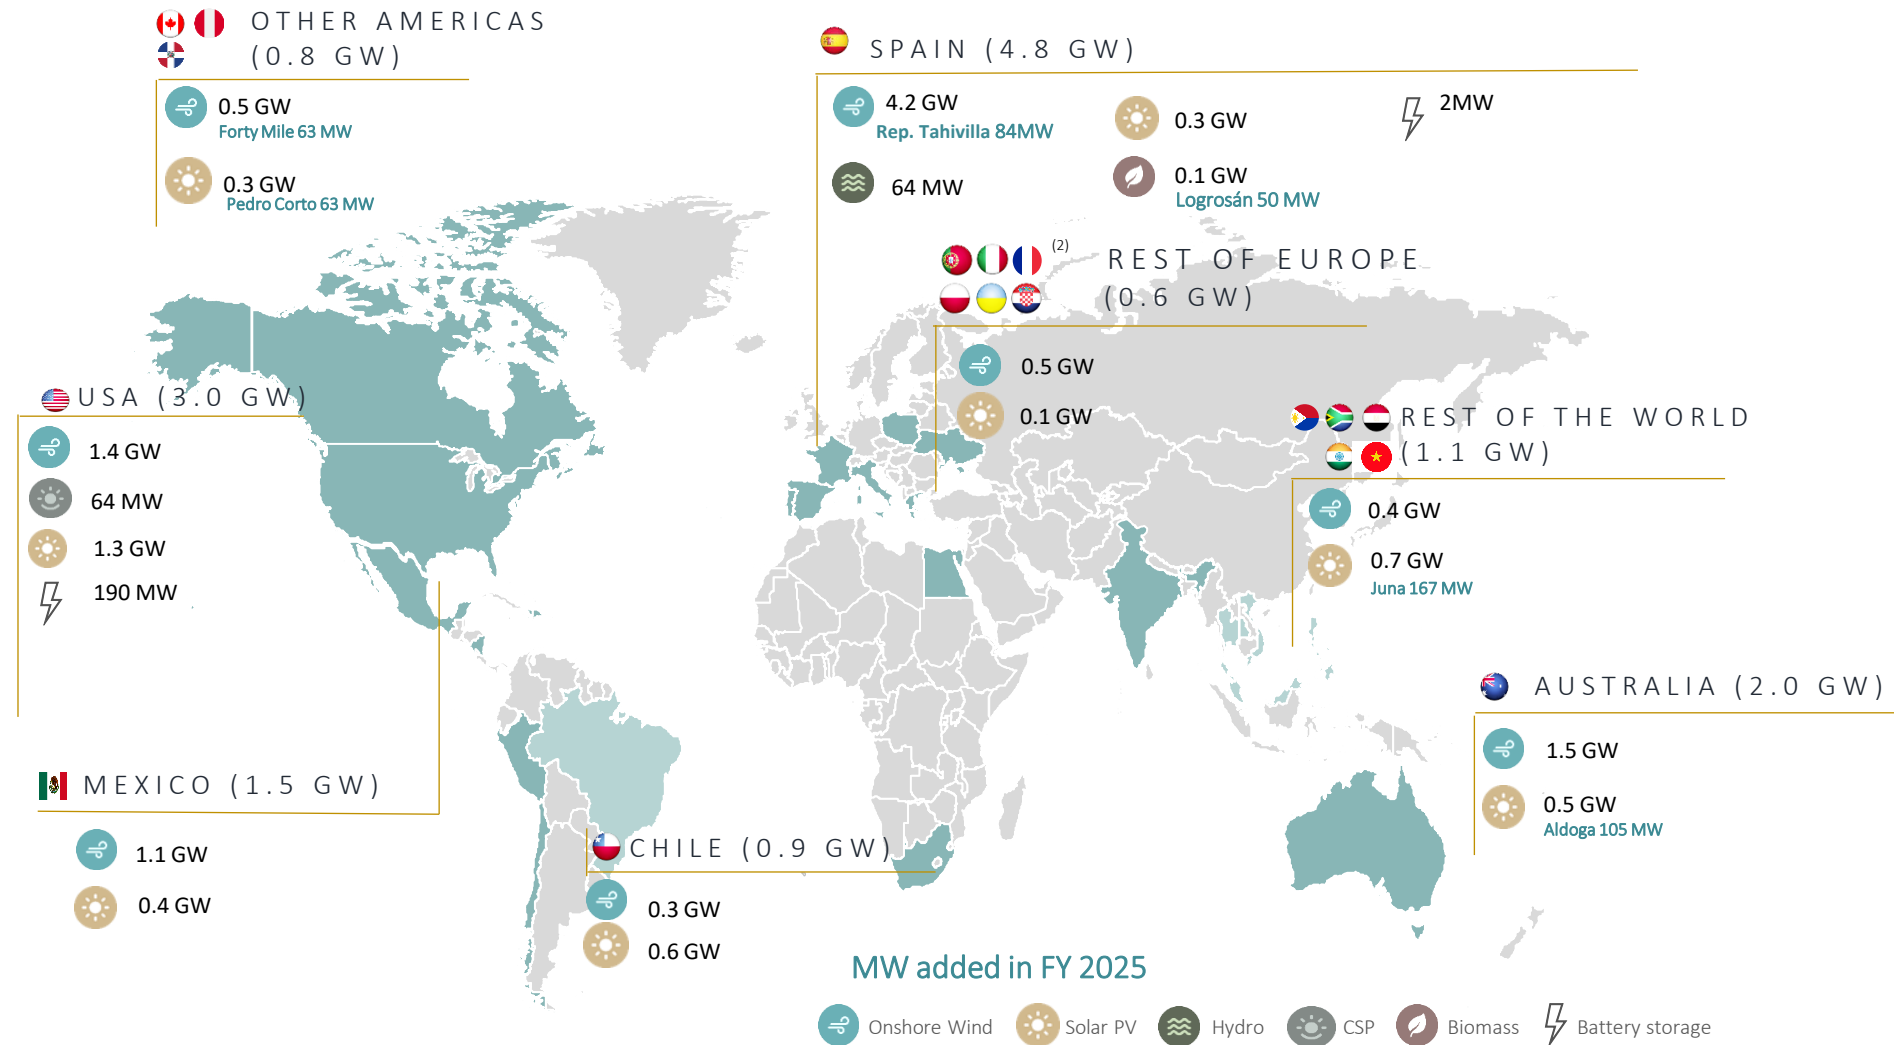 OTHER AMERICAS
(0.8 GW)
0.5 GW
Forty Mile 63 MW
0.3 GW
Pedro Corto 63 MW
SPAIN (4.8 GW)
4.2 GW
Rep. Tahivilla 84MW
64 MW
0.3 GW
0.1 GW
Logrosán 50 MW
2MW
(2)
REST OF EUROPE
(0.6 GW)
0.5 GW
0.1 GW
USA (3.0 GW)
1.4 GW
64 MW
1.3 GW
190 MW
REST OF THE WORLD
(1.1 GW)
0.4 GW
0.7 GW
Juna 167 MW
AUSTRALIA (2.0 GW)
1.5 GW
0.5 GW
Aldoga 105 MW
MEXICO (1.5 GW)
1.1 GW
0.4 GW
CHILE (0.9 GW)
0.3 GW
0.6 GW
MW added in FY 2025
Onshore Wind
Solar PV
Hydro
CSP
Biomass
Battery storage